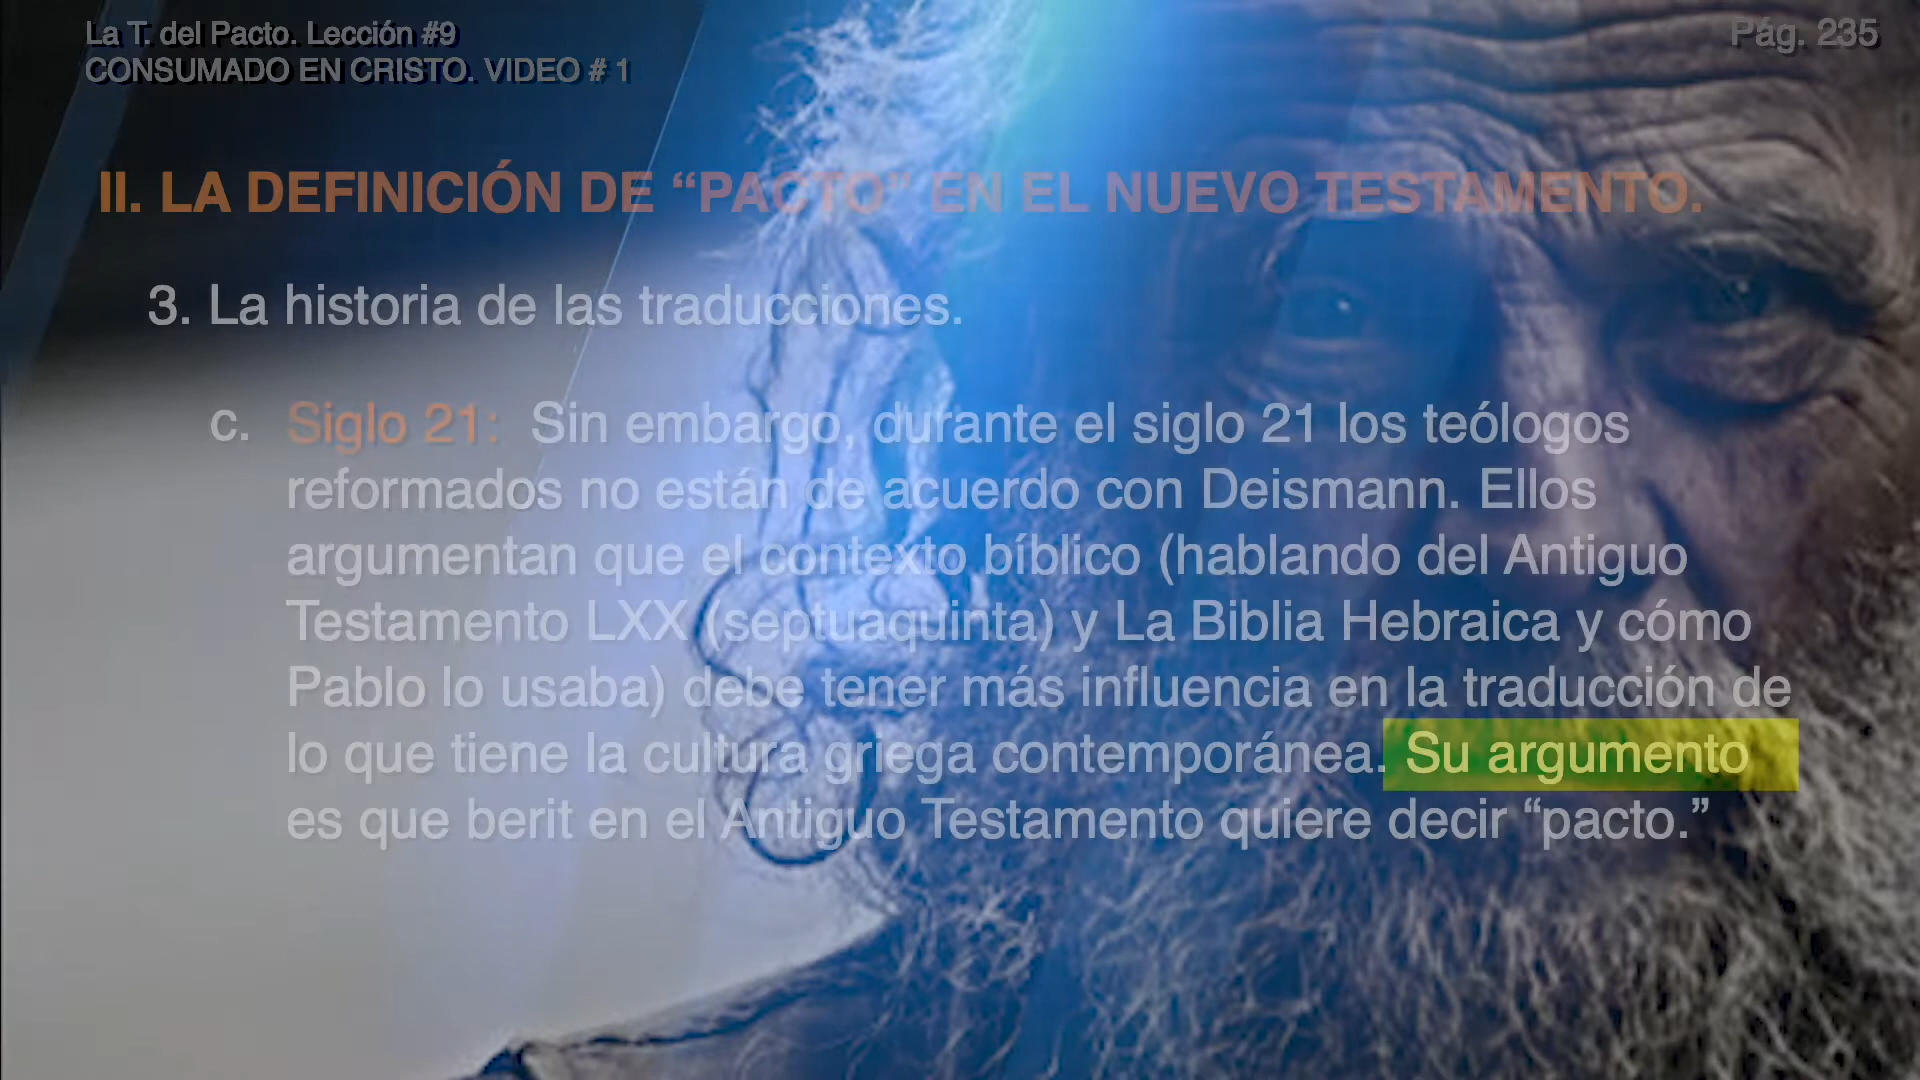 La T. del Pacto. Lección #9
CONSUMADO EN CRISTO. VIDEO # 1
Pág. 235
II. LA DEFINICIÓN DE “PACTO” EN EL NUEVO TESTAMENTO.
3. La historia de las traducciones.
c. Siglo 21: Sin embargo, durante el siglo 21 los teólogos
reformados no están de acuerdo con Deismann. Ellos
argumentan que el contexto bíblico (hablando del Antiguo
Testamento LXX (septuaquinta) y La Biblia Hebraica y cómo
Pablo lo usaba) debe tener más influencia en la traducción de
lo que tiene la cultura griega contemporánea. Su argumento
es que berit en el Antiguo Testamento quiere decir “pacto.”